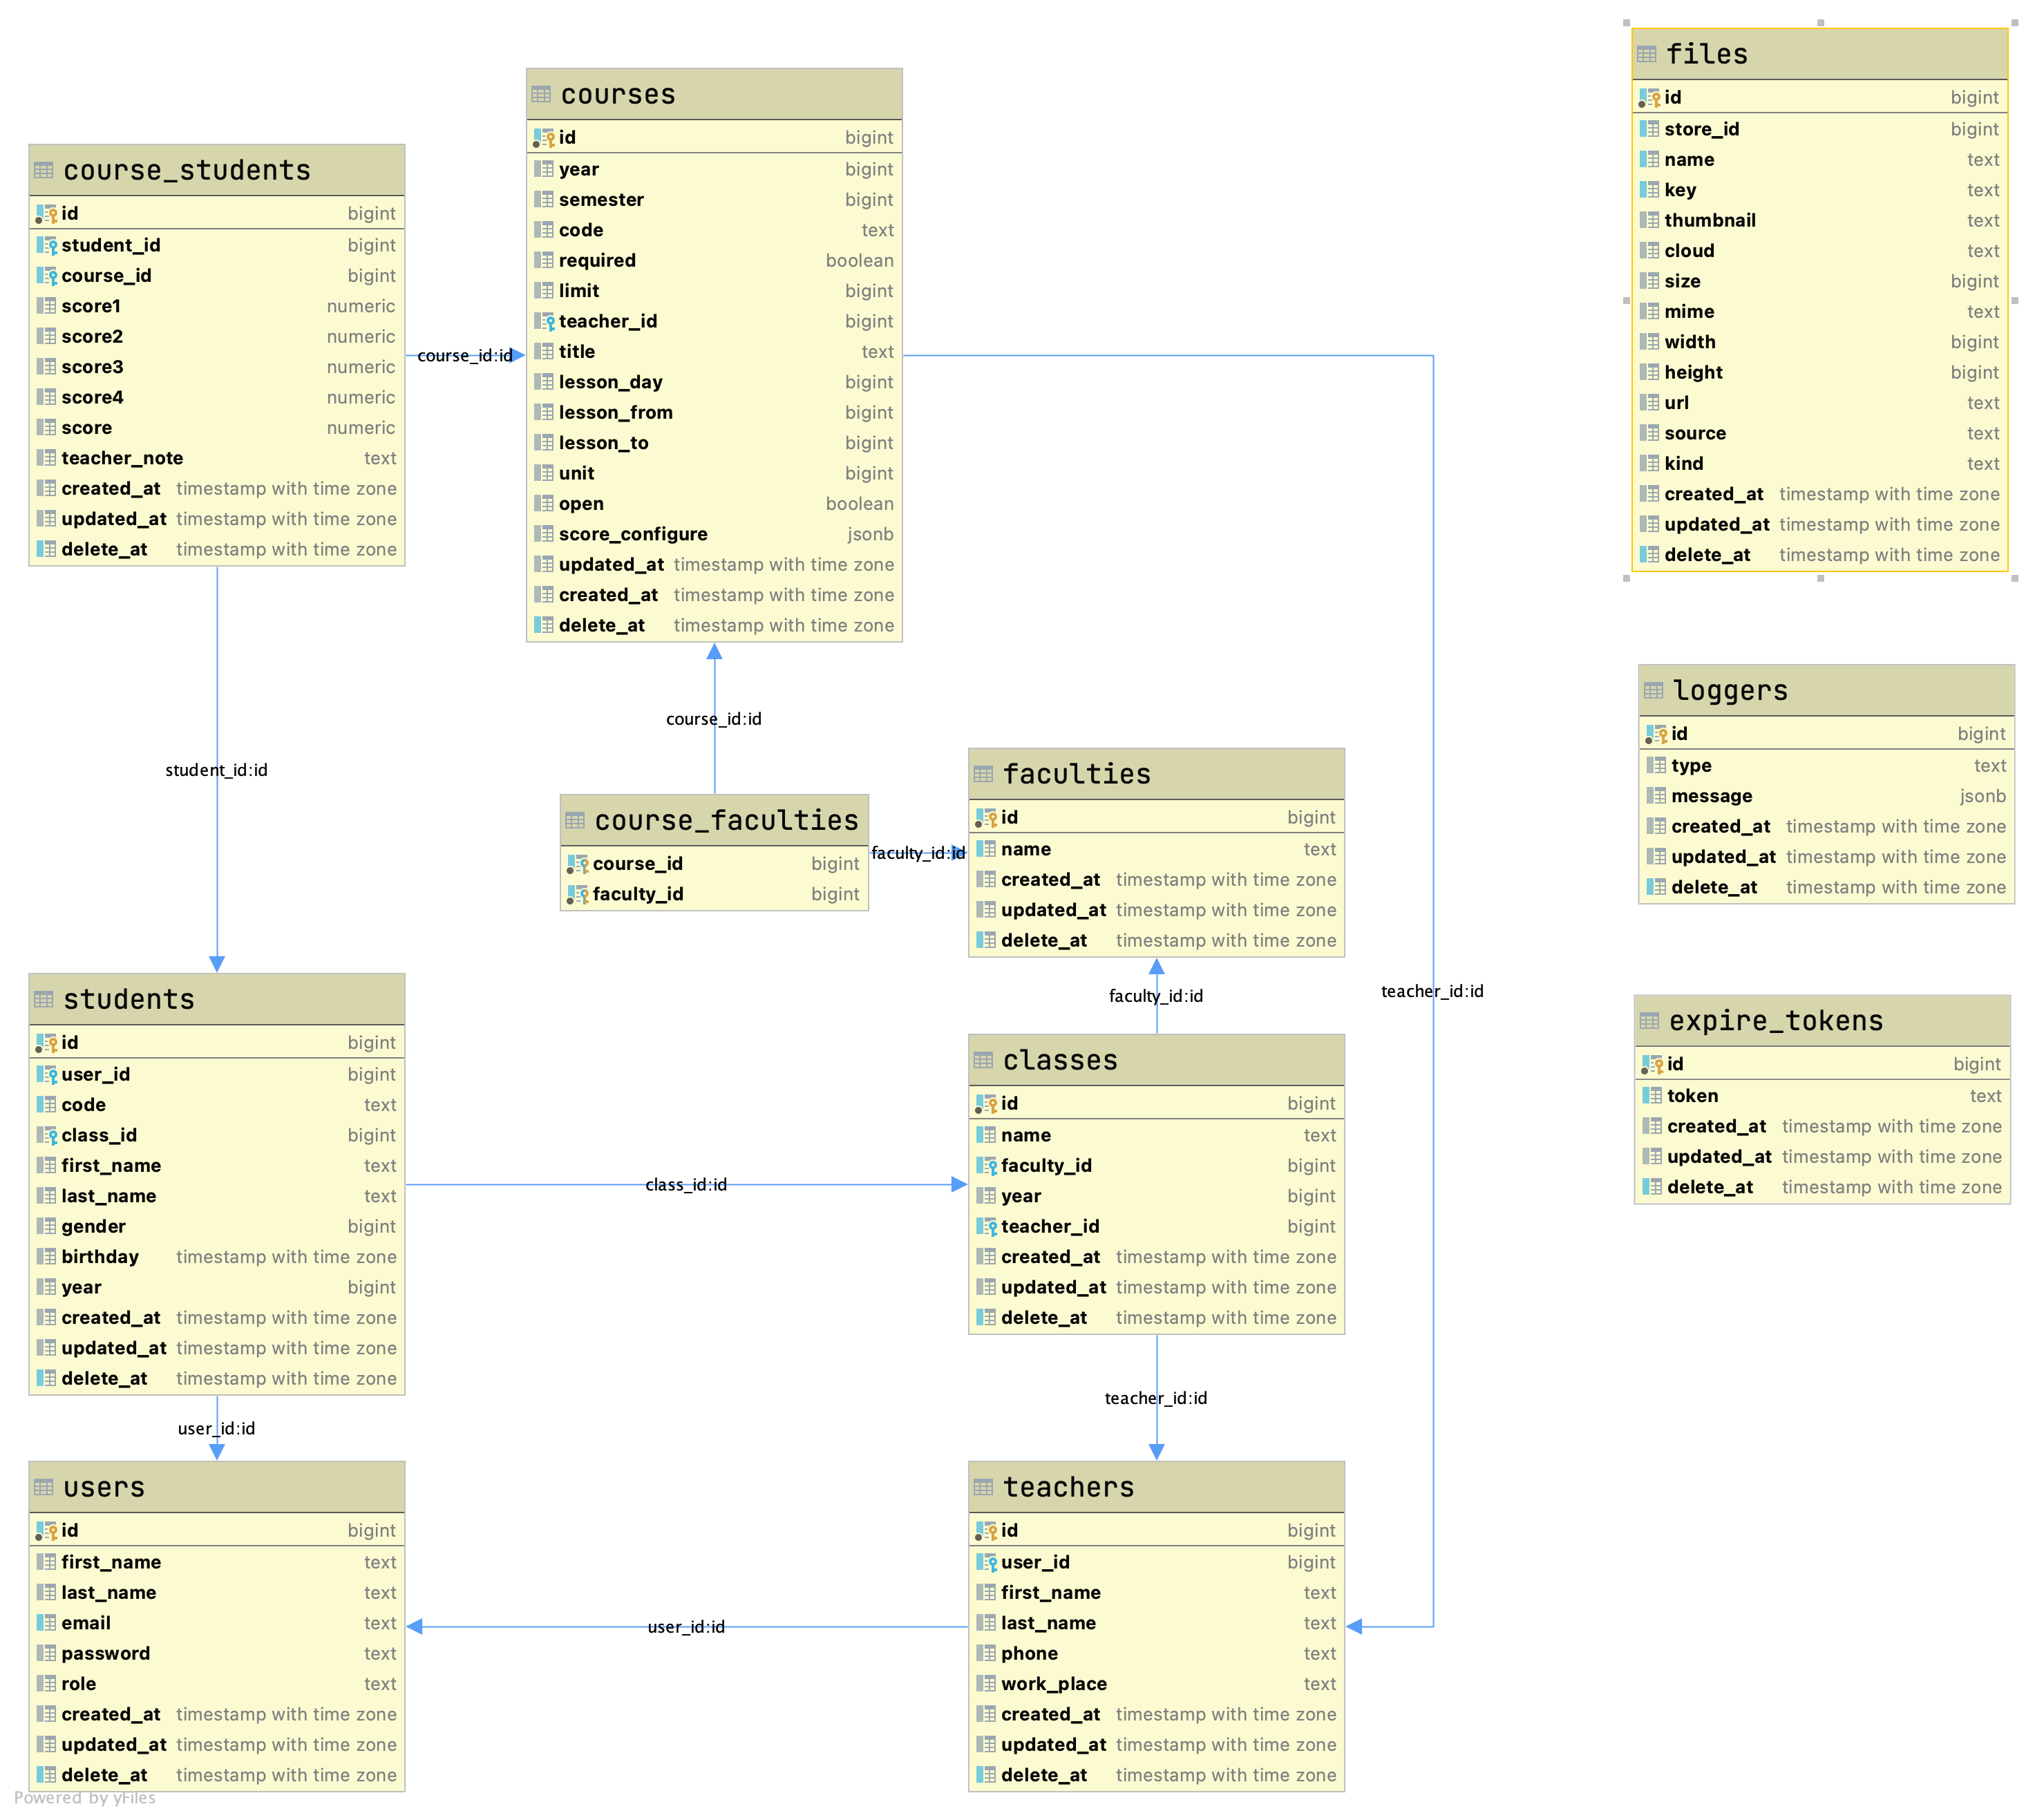 course_students
id bigint
student_id bigint
course_id bigint
score1 numeric
score2 numeric
score3 numeric
score4 numeric
score numeric
teacher_note text
created_at timestamp with time zone
updated_at timestamp with time zone
delete_at timestamp with time zone
course_id:id
courses
id bigint
year bigint
semester bigint
code text
required boolean
limit bigint
teacher_id bigint
title text
lesson_day bigint
lesson_from bigint
lesson_to bigint
unit bigint
open boolean
score_configure jsonb
updated_at timestamp with time zone
created_at timestamp with time zone
delete_at timestamp with time zone
files
id bigint
store_id bigint
name text
key text
thumbnail text
cloud text
size bigint
mime text
width bigint
height bigint
url text
source text
kind text
created_at timestamp with time zone
updated_at timestamp with time zone
delete_at timestamp with time zone
student_id:id
course_id:id
course_faculties
course_id bigint
faculty_id bigint
faculty_id:id
faculties
id bigint
name text
created_at timestamp with time zone
updated_at timestamp with time zone
delete_at timestamp with time zone
loggers
id bigint
type text
message jsonb
created_at timestamp with time zone
updated_at timestamp with time zone
delete_at timestamp with time zone
faculty_id:id
teacher_id:id
students
id bigint
user_id bigint
code text
class_id bigint
first_name text
last_name text
gender bigint
birthday timestamp with time zone
year bigint
created_at timestamp with time zone
updated_at timestamp with time zone
delete_at timestamp with time zone
class_id:id
classes
id bigint
name text
faculty_id bigint
year bigint
teacher_id bigint
created_at timestamp with time zone
updated_at timestamp with time zone
delete_at timestamp with time zone
expire_tokens
id bigint
token text
created_at timestamp with time zone
updated_at timestamp with time zone
delete_at timestamp with time zone
user_id:id
teacher_id:id
users
id bigint
first_name text
last_name text
email text
password text
role text
created_at timestamp with time zone
updated_at timestamp with time zone
delete_at timestamp with time zone
user_id:id
teachers
id bigint
user_id bigint
first_name text
last_name text
phone text
work_place text
created_at timestamp with time zone
updated_at timestamp with time zone
delete_at timestamp with time zone
Powered by yFiles